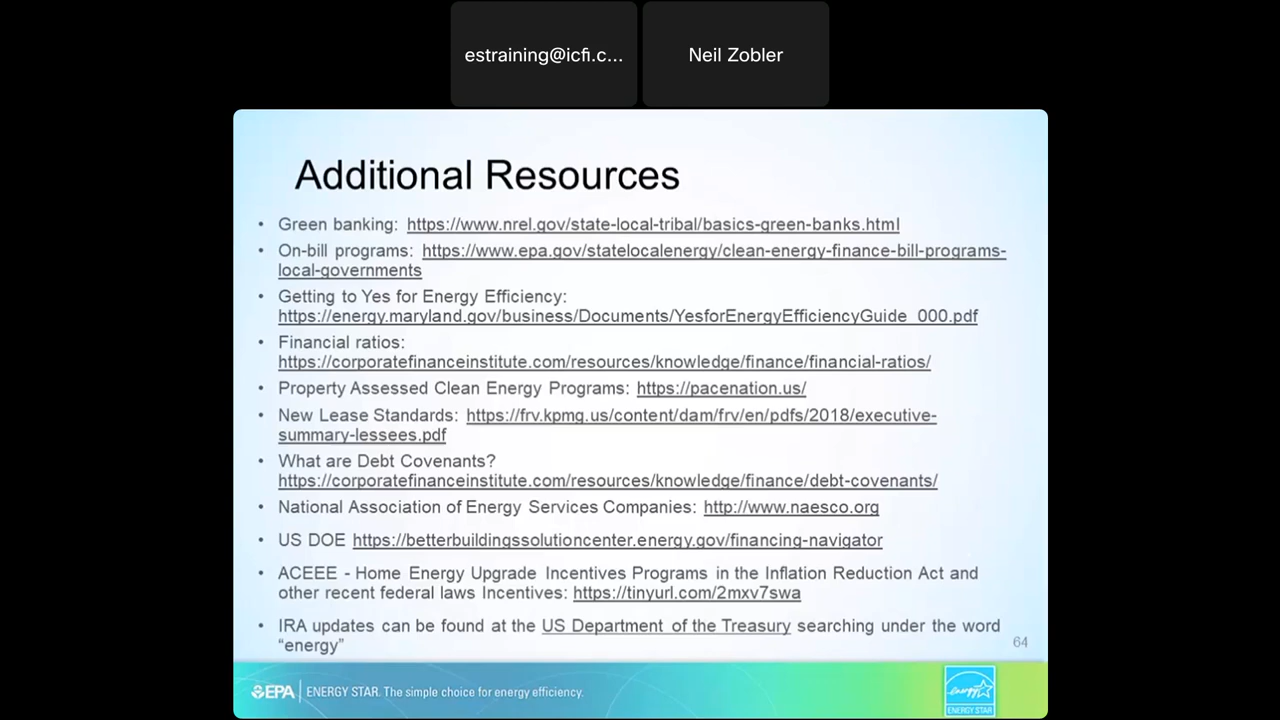 estraining@icfi.c...
Neil Zobler
Additional Resources
• Green banking: https://www.nrel.gov/state-local-tribal/basics-green-banks.html
• On-bill programs: https://www.epa.gov/statelocalenergy/clean-energy-finance-bill-programs-
local-governments
• Getting to Yes for Energy Efficiency:
https://energy.maryland.gov/business/Documents/YesforEnergyEfficiencyGuide_000.pdf
• Financial ratios:
https://corporatefinanceinstitute.com/resources/knowledge/finance/financial-ratios/
• Property Assessed Clean Energy Programs: https://pacenation.us/
• New Lease Standards: https://frv.kpmg.us/content/dam/frv/en/pdfs/2018/executive-
summary-lessees.pdf
• What are Debt Covenants?
https://corporatefinanceinstitute.com/resources/knowledge/finance/debt-covenants/
• National Association of Energy Services Companies: http://www.naesco.org
• US DOE https://betterbuildingssolutioncenter.energy.gov/financing-navigator
• ACEEE - Home Energy Upgrade Incentives Programs in the Inflation Reduction Act and
other recent federal laws Incentives: https://tinyurl.com/2mxv7swa
• IRA updates can be found at the US Department of the Treasury searching under the word
“energy”
64
EPA | ENERGY STAR. The simple choice for energy efficiency.
energy
ENERGY STAR